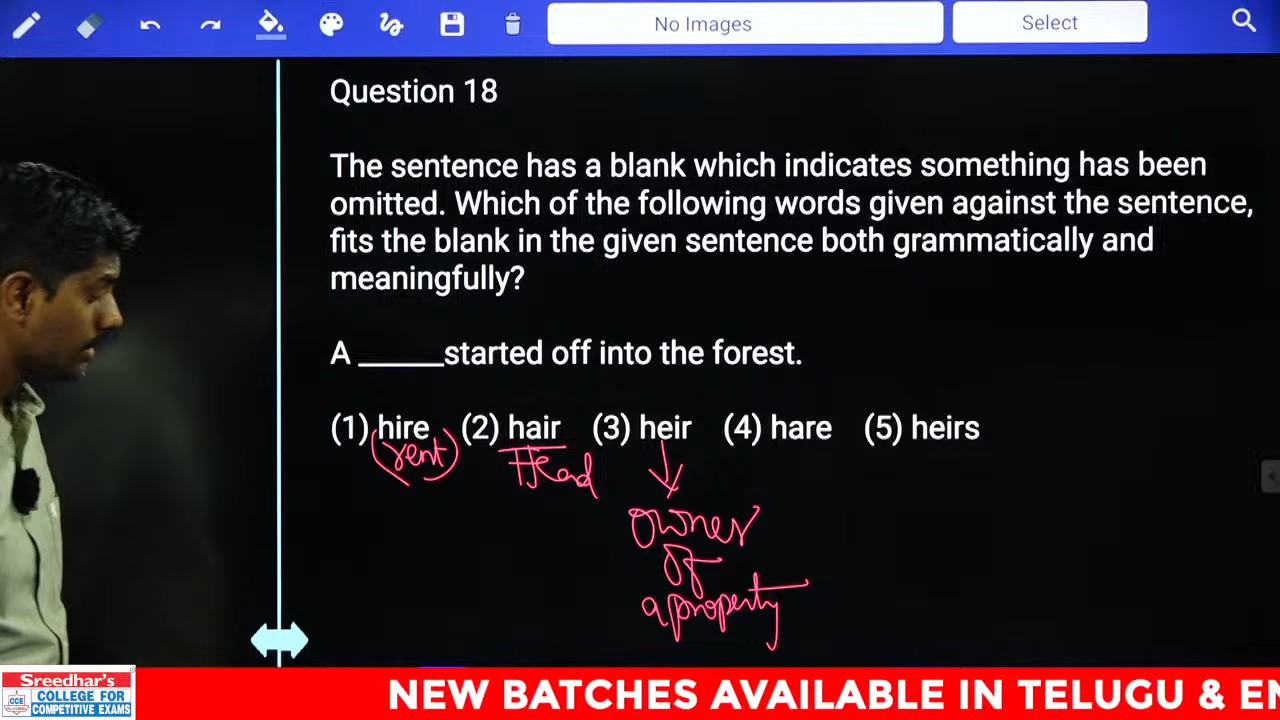 No Images
Select
Question 18
The sentence has a blank which indicates something has been
omitted. Which of the following words given against the sentence,
fits the blank in the given sentence both grammatically and
meaningfully?
A ______started off into the forest.
(1) hire (2) hair (3) heir (4) hare (5) heirs
(rent)
Head
owner
of
a property
Sreedhar's
CCE
COLLEGE FOR
COMPETITIVE EXAMS
NEW BATCHES AVAILABLE IN TELUGU & EN